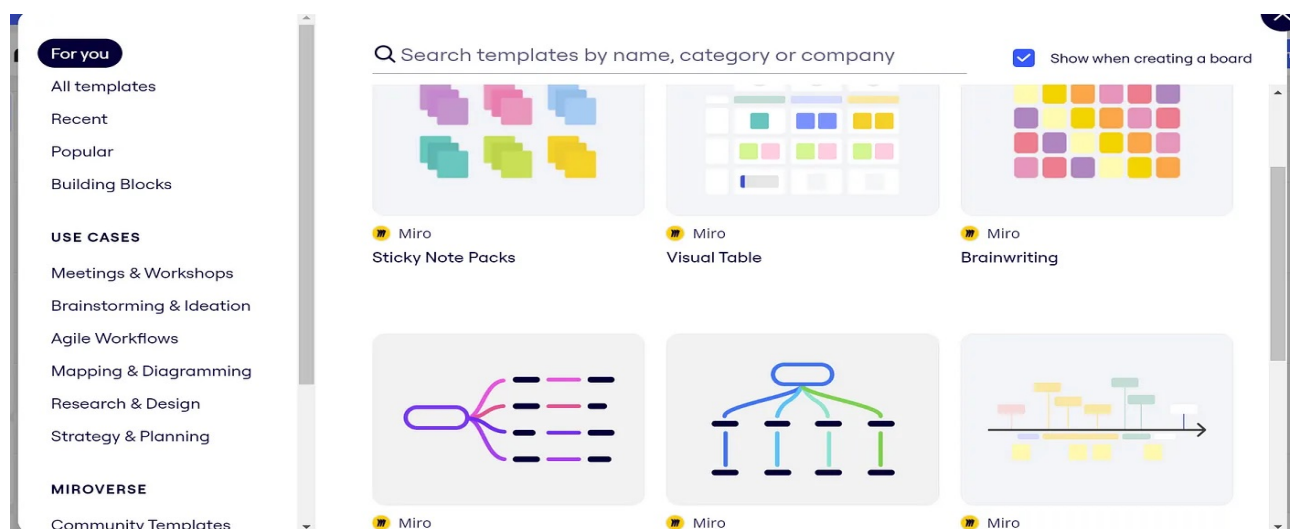 For you
All templates
Recent
Popular
Building Blocks
USE CASES
Meetings & Workshops
Brainstorming & Ideation
Agile Workflows
Mapping & Diagramming
Research & Design
Strategy & Planning
MIROVERSE
Community Templates
Search templates by name, category or company
Show when creating a board
Miro
Sticky Note Packs
Miro
Visual Table
Miro
Brainwriting
Miro
Miro
Miro